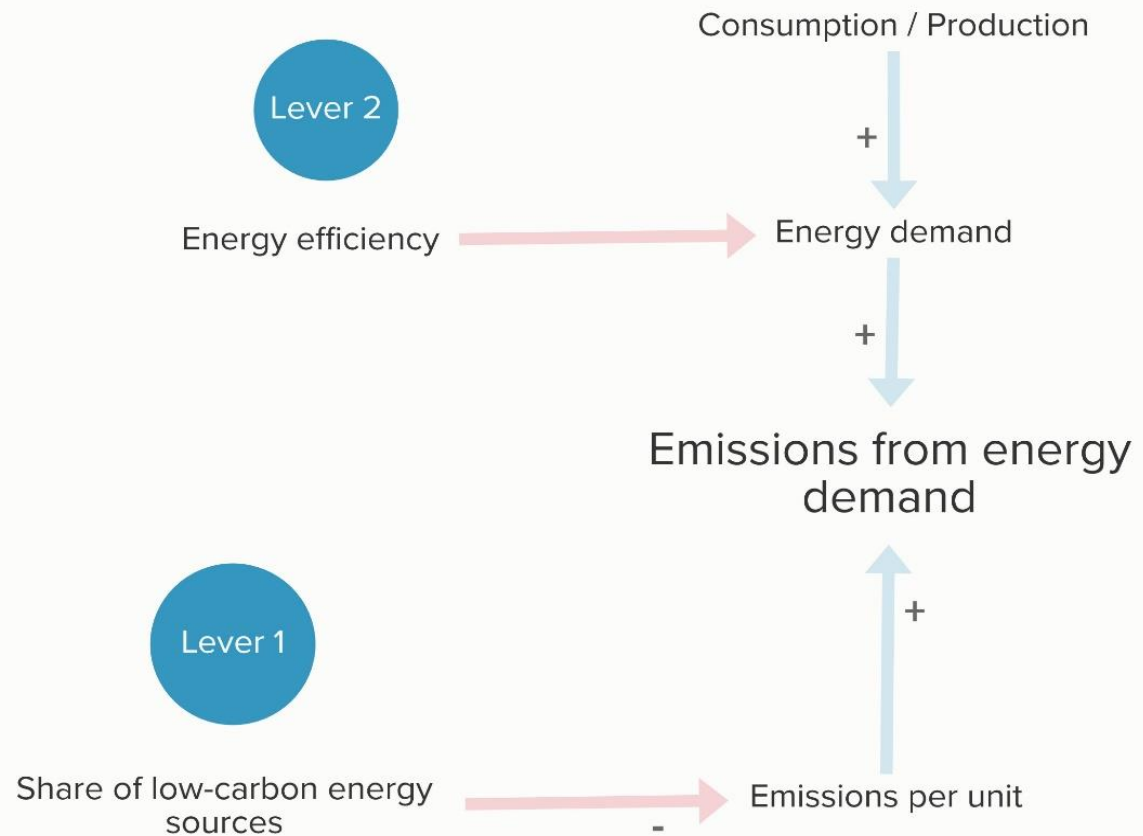 Consumption / Production
Lever 2
+
Energy efficiency
Energy demand
+
Emissions from energy
demand
+
Lever 1
Share of low-carbon energy
sources
-
Emissions per unit